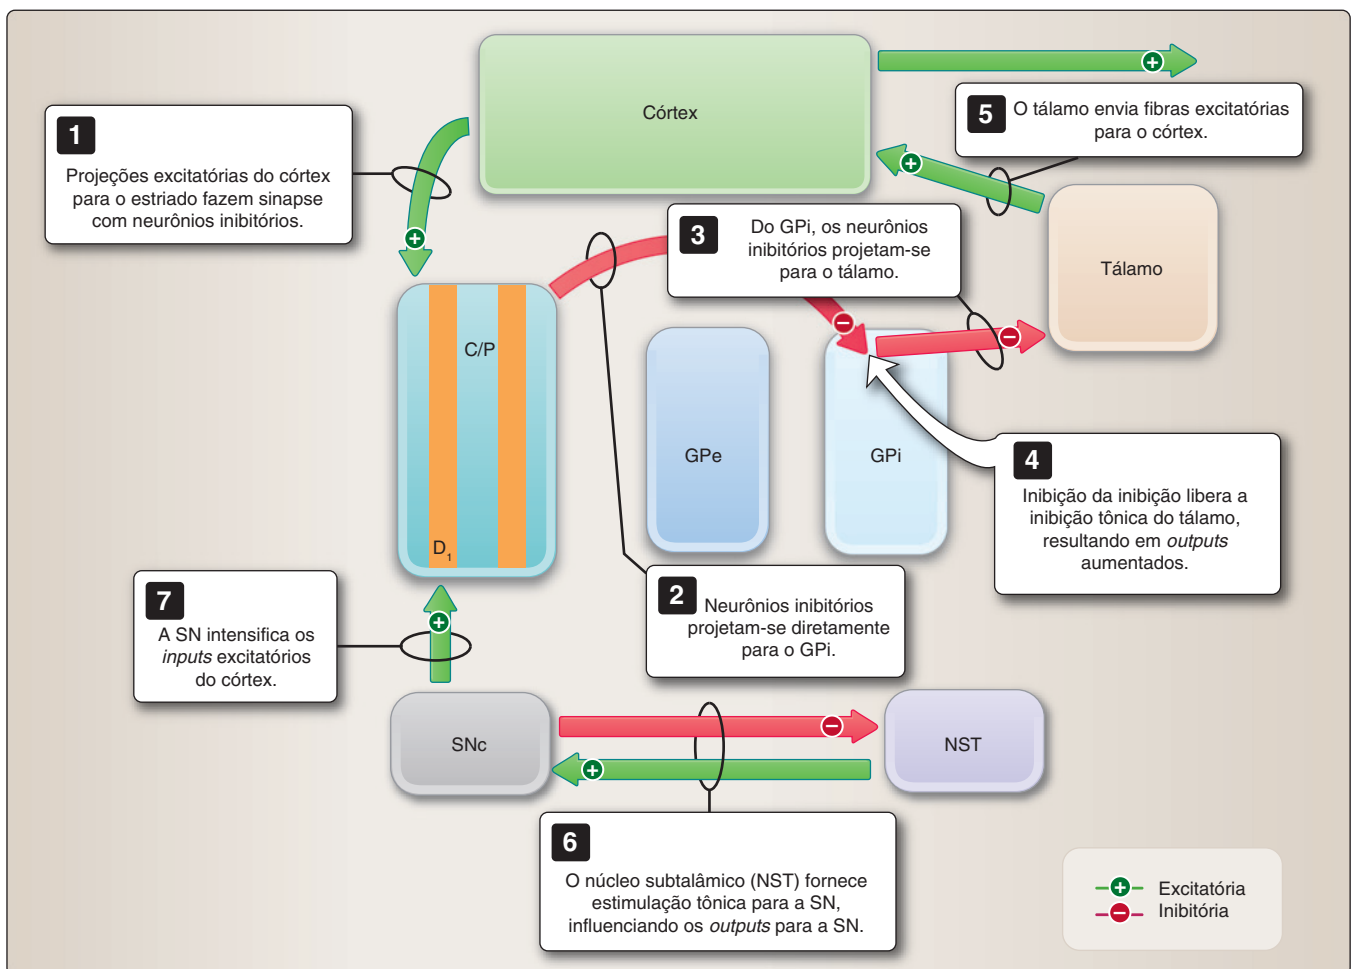 Córtex
1
Projeções excitatórias do córtex
para o estriado fazem sinapse
com neurônios inibitórios.
5
O tálamo envia fibras excitatórias
para o córtex.
3
Do GPi, os neurônios
inibitórios projetam-se
para o tálamo.
Tálamo
C/P
D1
GPe
GPi
4
Inibição da inibição libera a
inibição tônica do tálamo,
resultando em outputs
aumentados.
2
Neurônios inibitórios
projetam-se diretamente
para o GPi.
7
A SN intensifica os
inputs excitatórios
do córtex.
SNc
NST
6
O núcleo subtalâmico (NST) fornece
estimulação tônica para a SN,
influenciando os outputs para a SN.
Excitatória
Inibitória